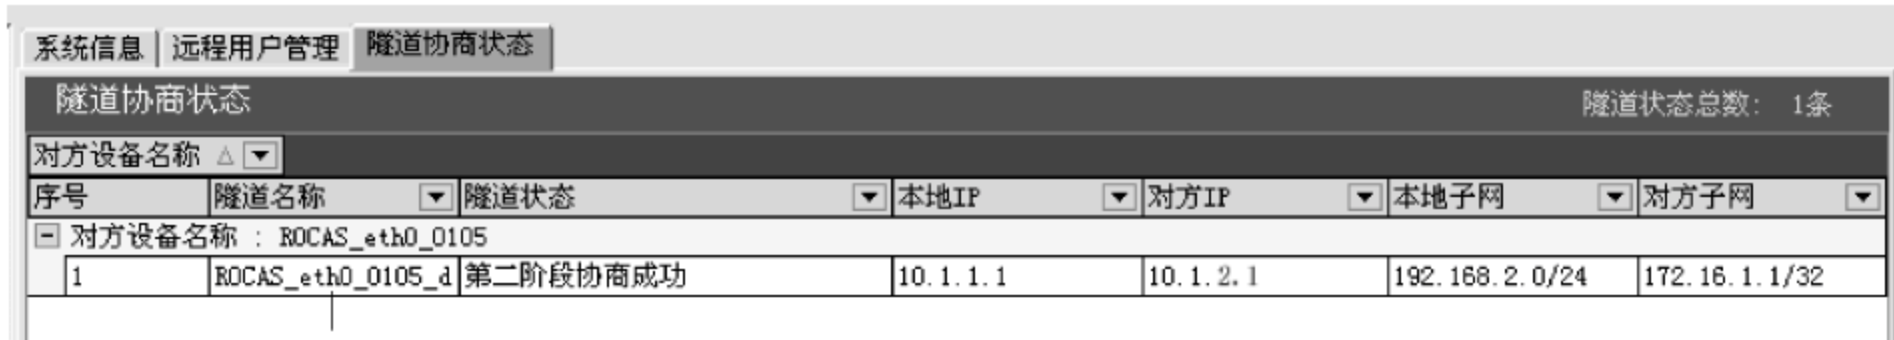 系统信息 远程用户管理 隧道协商状态
隧道协商状态 隧道状态总数: 1条
对方设备名称
序号 隧道名称 隧道状态 本地IP 对方IP 本地子网 对方子网
对方设备名称 : ROCAS_eth0_0105
1 ROCAS_eth0_0105_d 第二阶段协商成功 10.1.1.1 10.1.2.1 192.168.2.0/24 172.16.1.1/32